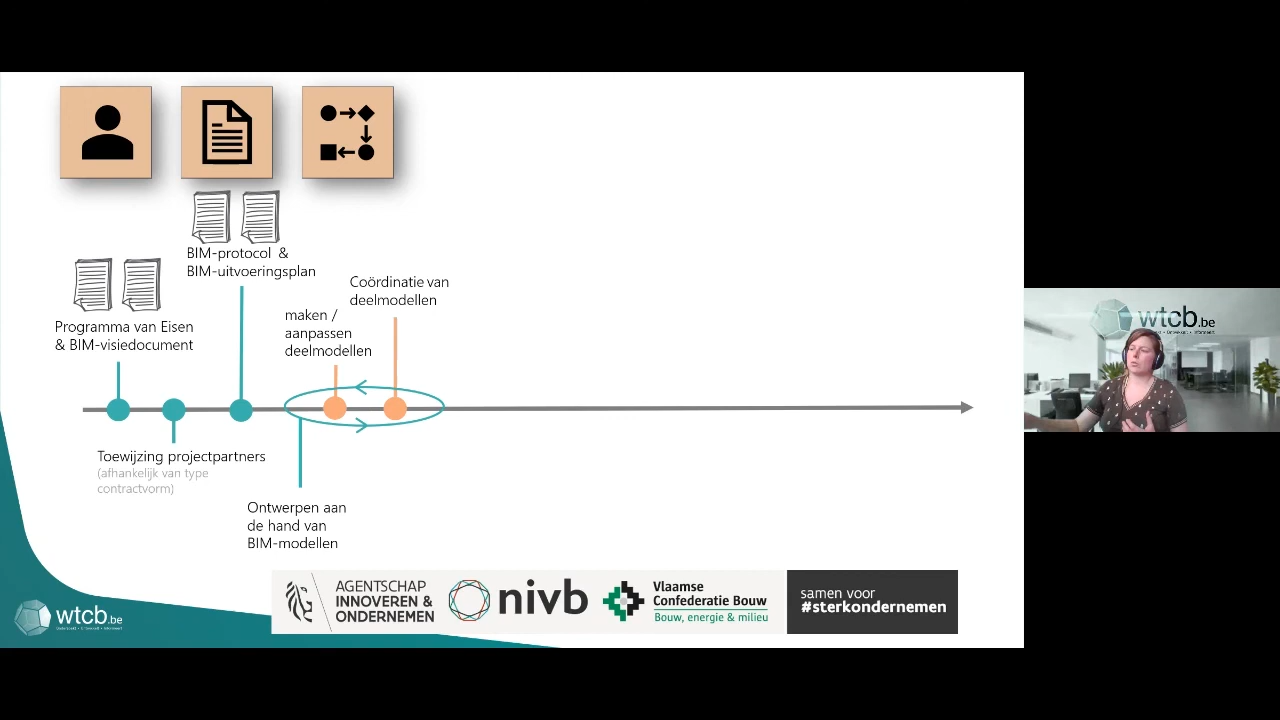 BIM-protocol &
BIM-uitvoeringsplan
Programma van Eisen
& BIM-visiedocument
maken /
aanpassen
deelmodellen
Coördinatie van
deelmodellen
Toewijzing projectpartners
(afhankelijk van type
contractvorm)
Ontwerpen aan
de hand van
BIM-modellen
wtcb.be
AGENTSCHAP
INNOVEREN &
ONDERNEMEN
nivb
Vlaamse
Confederatie Bouw
Bouw, energie & milieu
samen voor
#sterkondernemen
wtcb.be